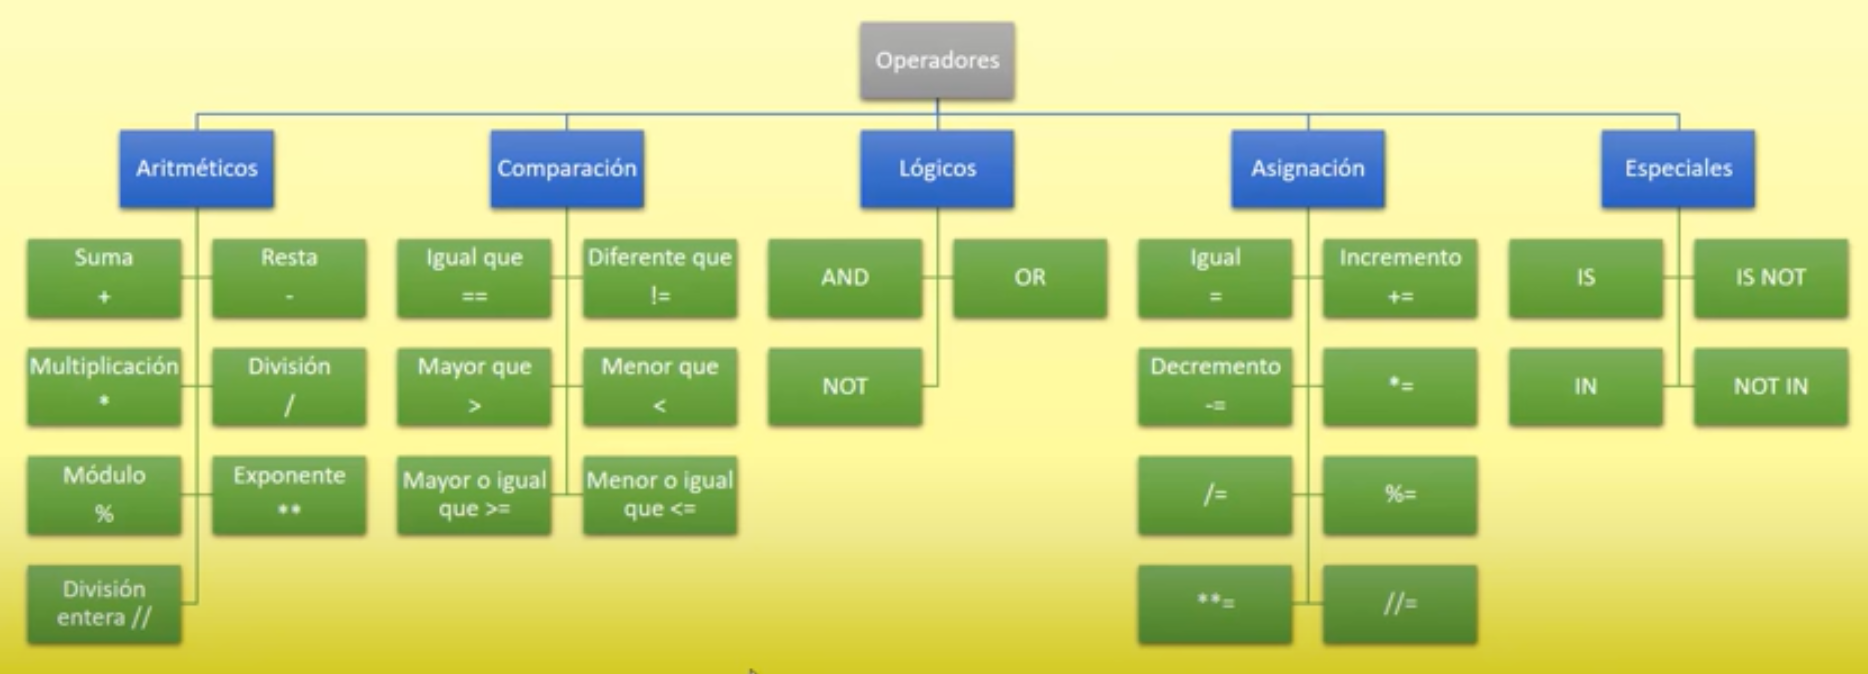 Operadores
Aritméticos
Comparación
Lógicos
Asignación
Especiales
Suma
+
Resta
-
Multiplicación
*
División
/
Módulo
%
Exponente
**
División
entera //
Igual que
==
Diferente que
!=
Mayor que
>
Menor que
<
Mayor o igual
que >=
Menor o igual
que <=
AND
OR
NOT
Igual
=
Incremento
+=
Decremento
-=
*=
/=
%=
**=
//=
IS
IS NOT
IN
NOT IN